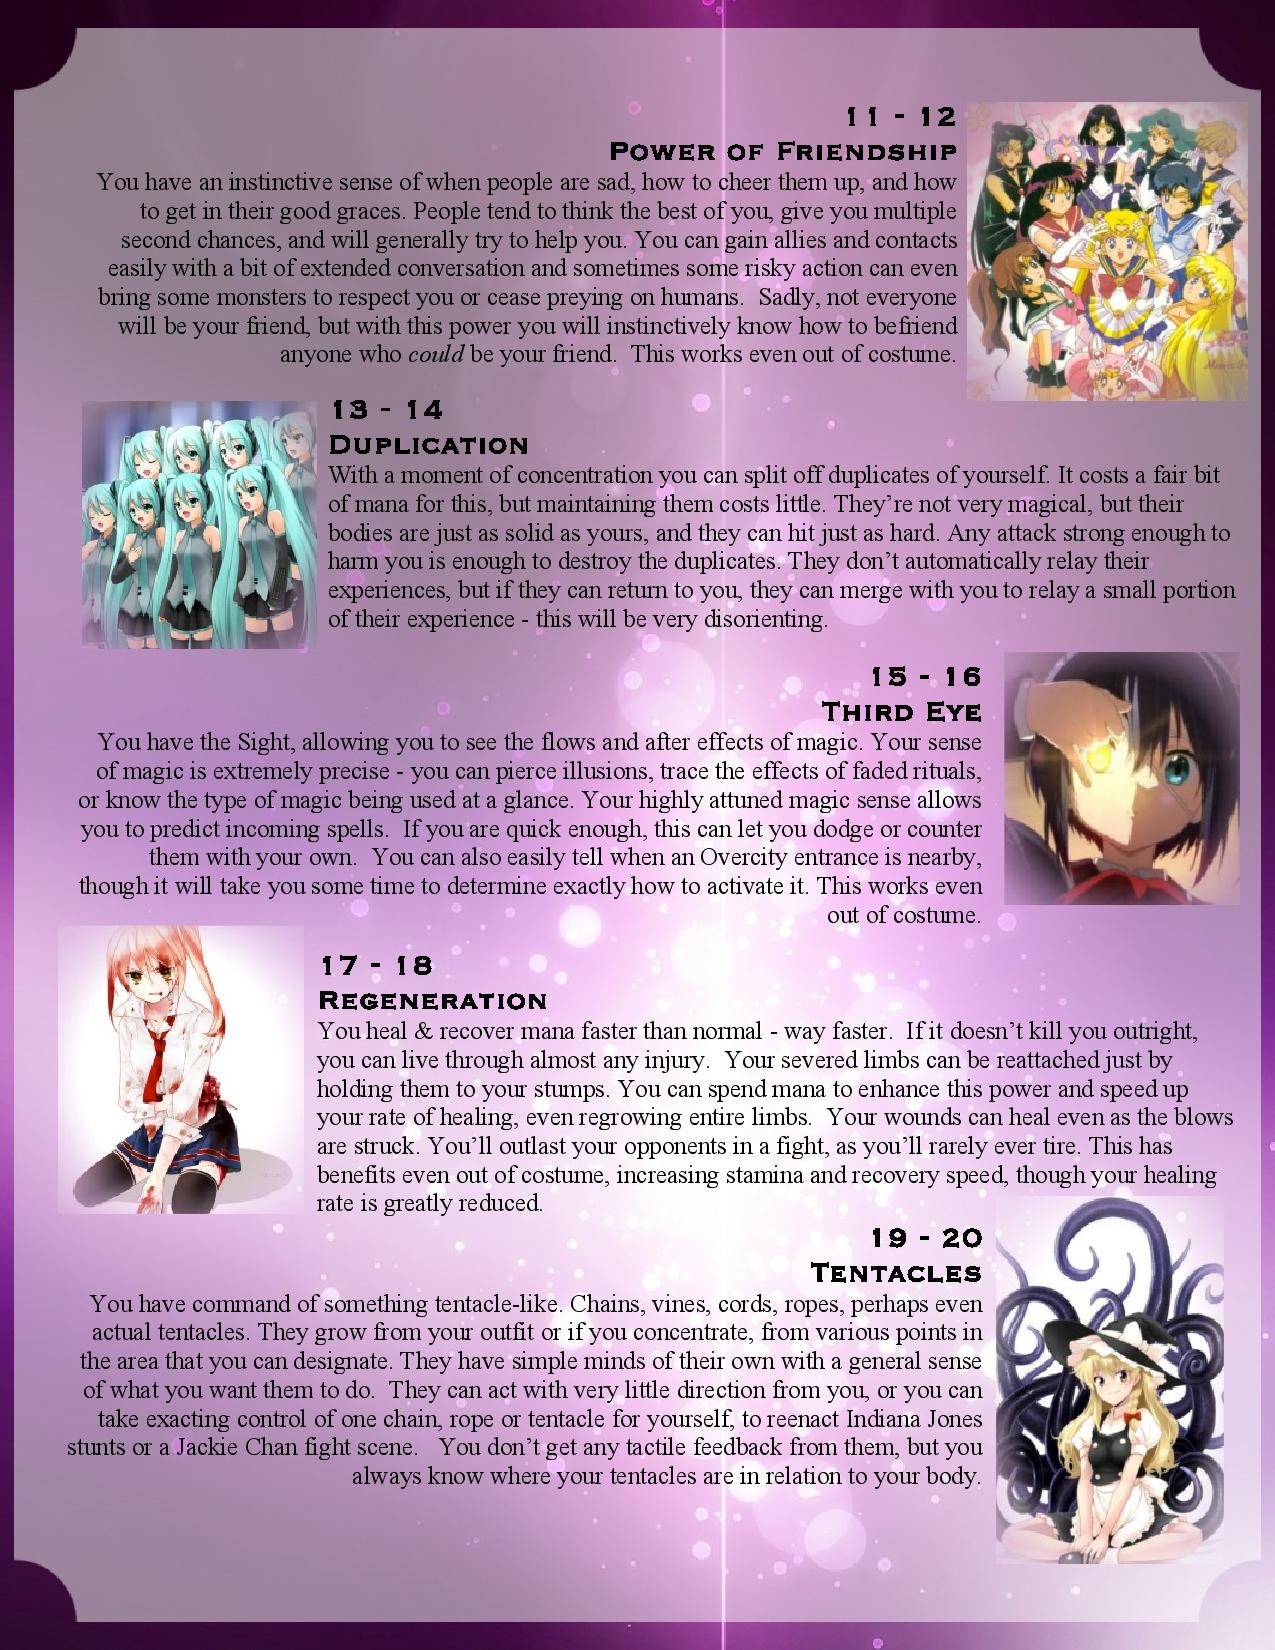 11 - 12
Power of Friendship
You have an instinctive sense of when people are sad, how to cheer them up, and how
to get in their good graces. People tend to think the best of you, give you multiple
second chances, and will generally try to help you. You can gain allies and contacts
easily with a bit of extended conversation and sometimes some risky action can even
bring some monsters to respect you or cease preying on humans.  Sadly, not everyone
will be your friend, but with this power you will instinctively know how to befriend
anyone who could be your friend.  This works even out of costume.
13 - 14
Duplication
With a moment of concentration you can split off duplicates of yourself. It costs a fair bit
of mana for this, but maintaining them costs little. They’re not very magical, but their
bodies are just as solid as yours, and they can hit just as hard. Any attack strong enough to
harm you is enough to destroy the duplicates. They don’t automatically relay their
experiences, but if they can return to you, they can merge with you to relay a small portion
of their experience - this will be very disorienting.
15 - 16
Third Eye
You have the Sight, allowing you to see the flows and after effects of magic. Your sense
of magic is extremely precise - you can pierce illusions, trace the effects of faded rituals,
or know the type of magic being used at a glance. Your highly attuned magic sense allows
you to predict incoming spells.  If you are quick enough, this can let you dodge or counter
them with your own.  You can also easily tell when an Overcity entrance is nearby,
though it will take you some time to determine exactly how to activate it. This works even
out of costume.
17 - 18
Regeneration
You heal & recover mana faster than normal - way faster.  If it doesn’t kill you outright,
you can live through almost any injury.  Your severed limbs can be reattached just by
holding them to your stumps. You can spend mana to enhance this power and speed up
your rate of healing, even regrowing entire limbs.  Your wounds can heal even as the blows
are struck. You’ll outlast your opponents in a fight, as you’ll rarely ever tire. This has
benefits even out of costume, increasing stamina and recovery speed, though your healing
rate is greatly reduced.
19 - 20
Tentacles
You have command of something tentacle-like. Chains, vines, cords, ropes, perhaps even
actual tentacles. They grow from your outfit or if you concentrate, from various points in
the area that you can designate. They have simple minds of their own with a general sense
of what you want them to do.  They can act with very little direction from you, or you can
take exacting control of one chain, rope or tentacle for yourself, to reenact Indiana Jones
stunts or a Jackie Chan fight scene.   You don’t get any tactile feedback from them, but you
always know where your tentacles are in relation to your body.